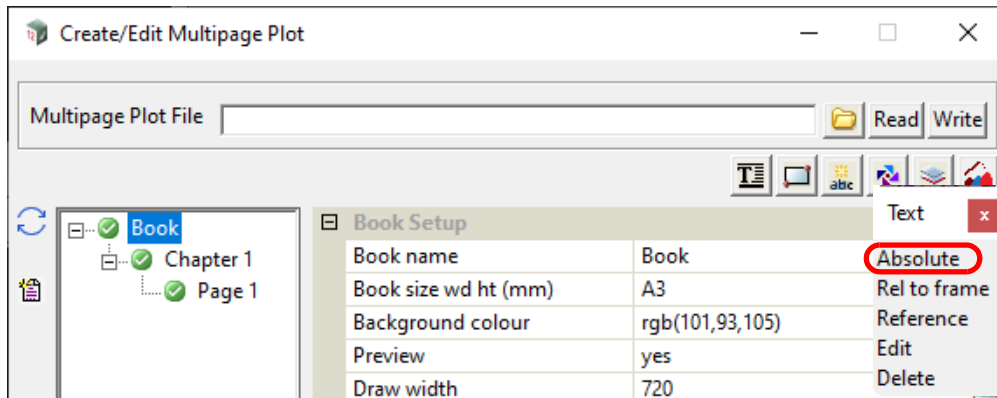 Create/Edit Multipage Plot
Multipage Plot File Read Write
abc
Text x
Book
Chapter 1
Page 1
Book Setup
Book name Book
Book size wd ht (mm) A3
Background colour rgb(101,93,105)
Preview yes
Draw width 720
Absolute
Rel to frame
Reference
Edit
Delete